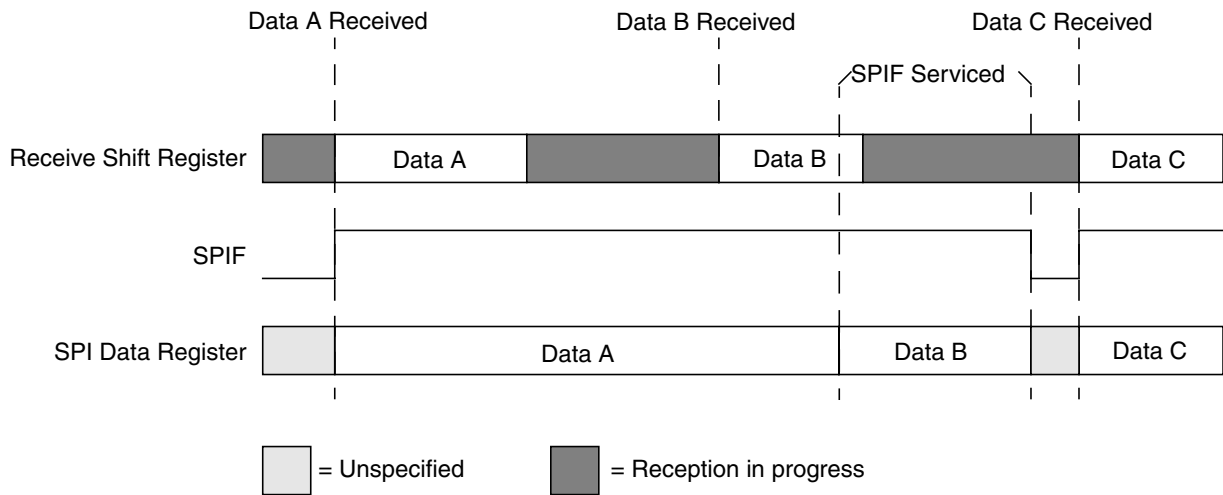 Data A Received
Data B Received
Data C Received
SPIF Serviced
Receive Shift Register
Data A
Data B
Data C
SPIF
SPI Data Register
Data A
Data B
Data C
= Unspecified
= Reception in progress